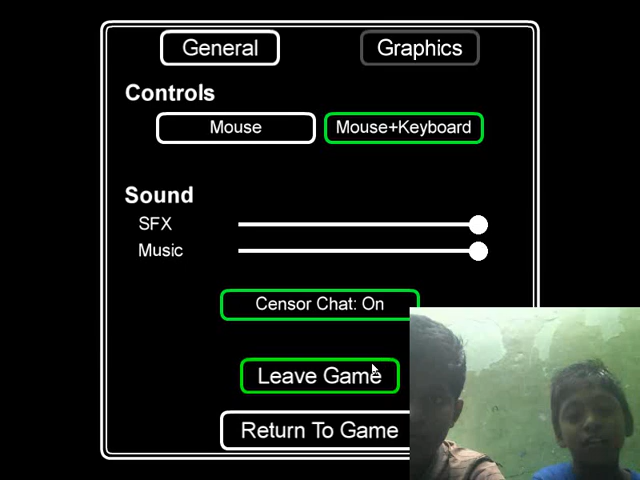 General Graphics
Controls
Mouse Mouse+Keyboard
Sound
SFX
Music
Censor Chat: On
Leave Game
Return To Game